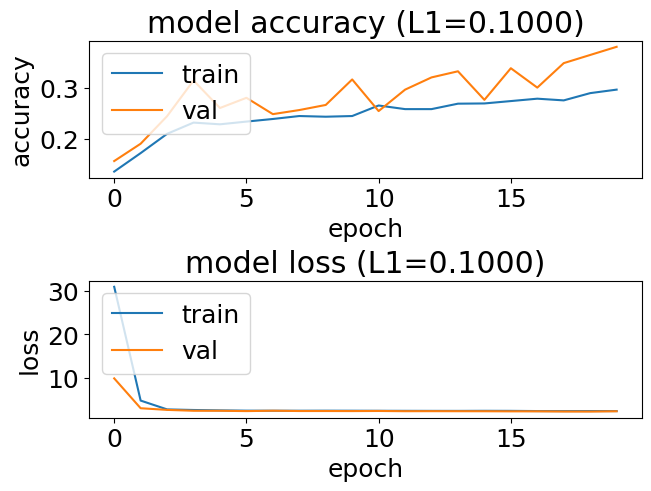 model accuracy (L1=0.1000)
accuracy
0.3
0.2
train
val
0
5
10
15
epoch
model loss (L1=0.1000)
loss
30
20
10
train
val
0
5
10
15
epoch